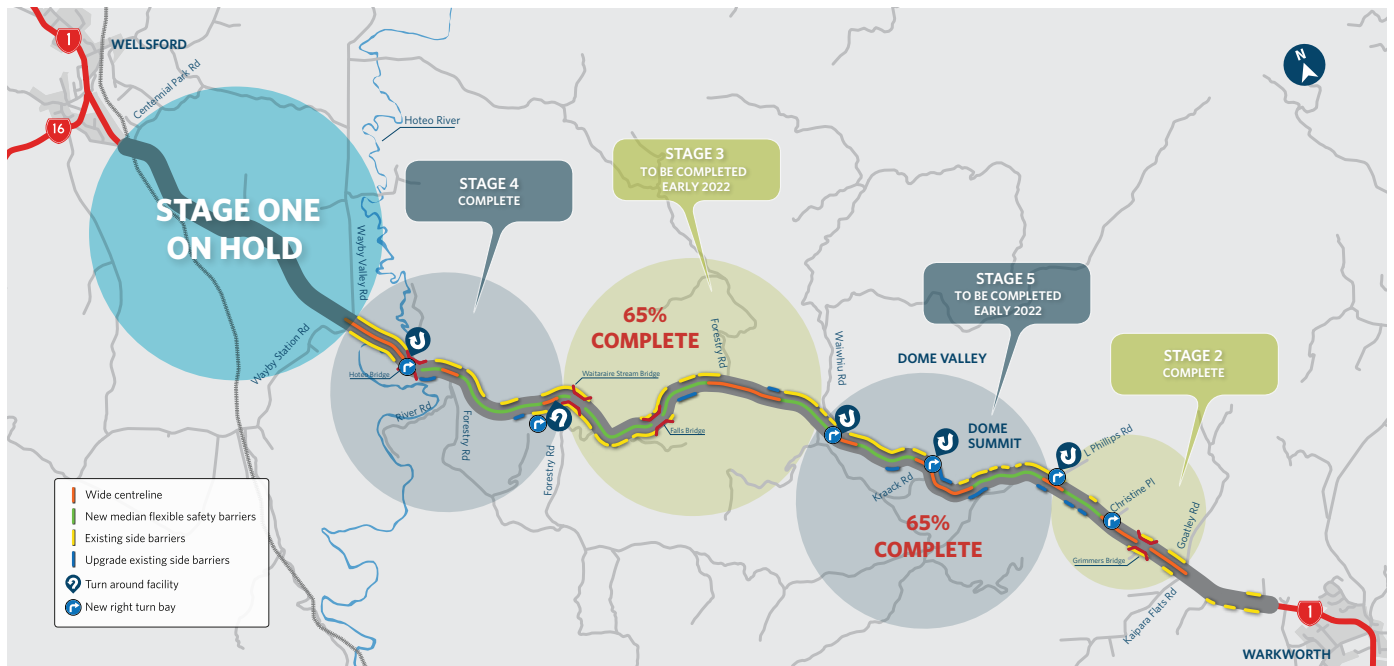 1
WELLSFORD
Centennial Park Rd
16
N
Hoteo River
STAGE ONE
ON HOLD
STAGE 4
COMPLETE
STAGE 3
TO BE COMPLETED
EARLY 2022
STAGE 5
TO BE COMPLETED
EARLY 2022
STAGE 2
COMPLETE
Wayby Valley Rd
Wayby Station Rd
Hoteo Bridge
River Rd
Forestry Rd
Forestry Rd
65%
COMPLETE
Waitaraire Stream Bridge
Falls Bridge
Forestry Rd
Waiwhiu Rd
DOME VALLEY
DOME
SUMMIT
Kraack Rd
65%
COMPLETE
L Phillips Rd
Christine Pl
Goatley Rd
Grimmers Bridge
Kaipara Flats Rd
1
WARKWORTH
Wide centreline
New median flexible safety barriers
Existing side barriers
Upgrade existing side barriers
Turn around facility
New right turn bay